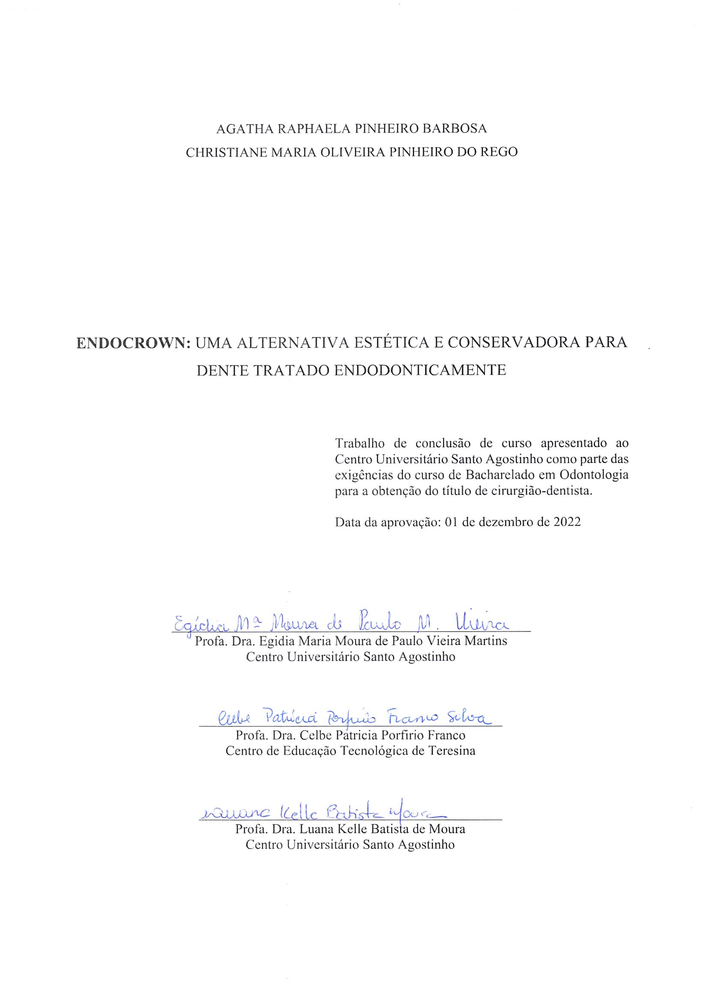 AGATHA RAPHAELA PINHEIRO BARBOSA
CHRISTIANE MARIA OLIVEIRA PINHEIRO DO REGO
ENDOCROWN: UMA ALTERNATIVA ESTÉTICA E CONSERVADORA PARA
DENTE TRATADO ENDODONTICAMENTE
Trabalho de conclusão de curso apresentado ao
Centro Universitário Santo Agostinho como parte das
exigências do curso de Bacharelado em Odontologia
para a obtenção do título de cirurgião-dentista.
Data da aprovação: 01 de dezembro de 2022
Egídia Mª Moura de Paulo M. Vieira
Profa. Dra. Egidia Maria Moura de Paulo Vieira Martins
Centro Universitário Santo Agostinho
Celbe Patricia Porfirio Franco Silva
Profa. Dra. Celbe Patricia Porfirio Franco
Centro de Educação Tecnológica de Teresina
Kelle Batista Moura
Profa. Dra. Luana Kelle Batista de Moura
Centro Universitário Santo Agostinho